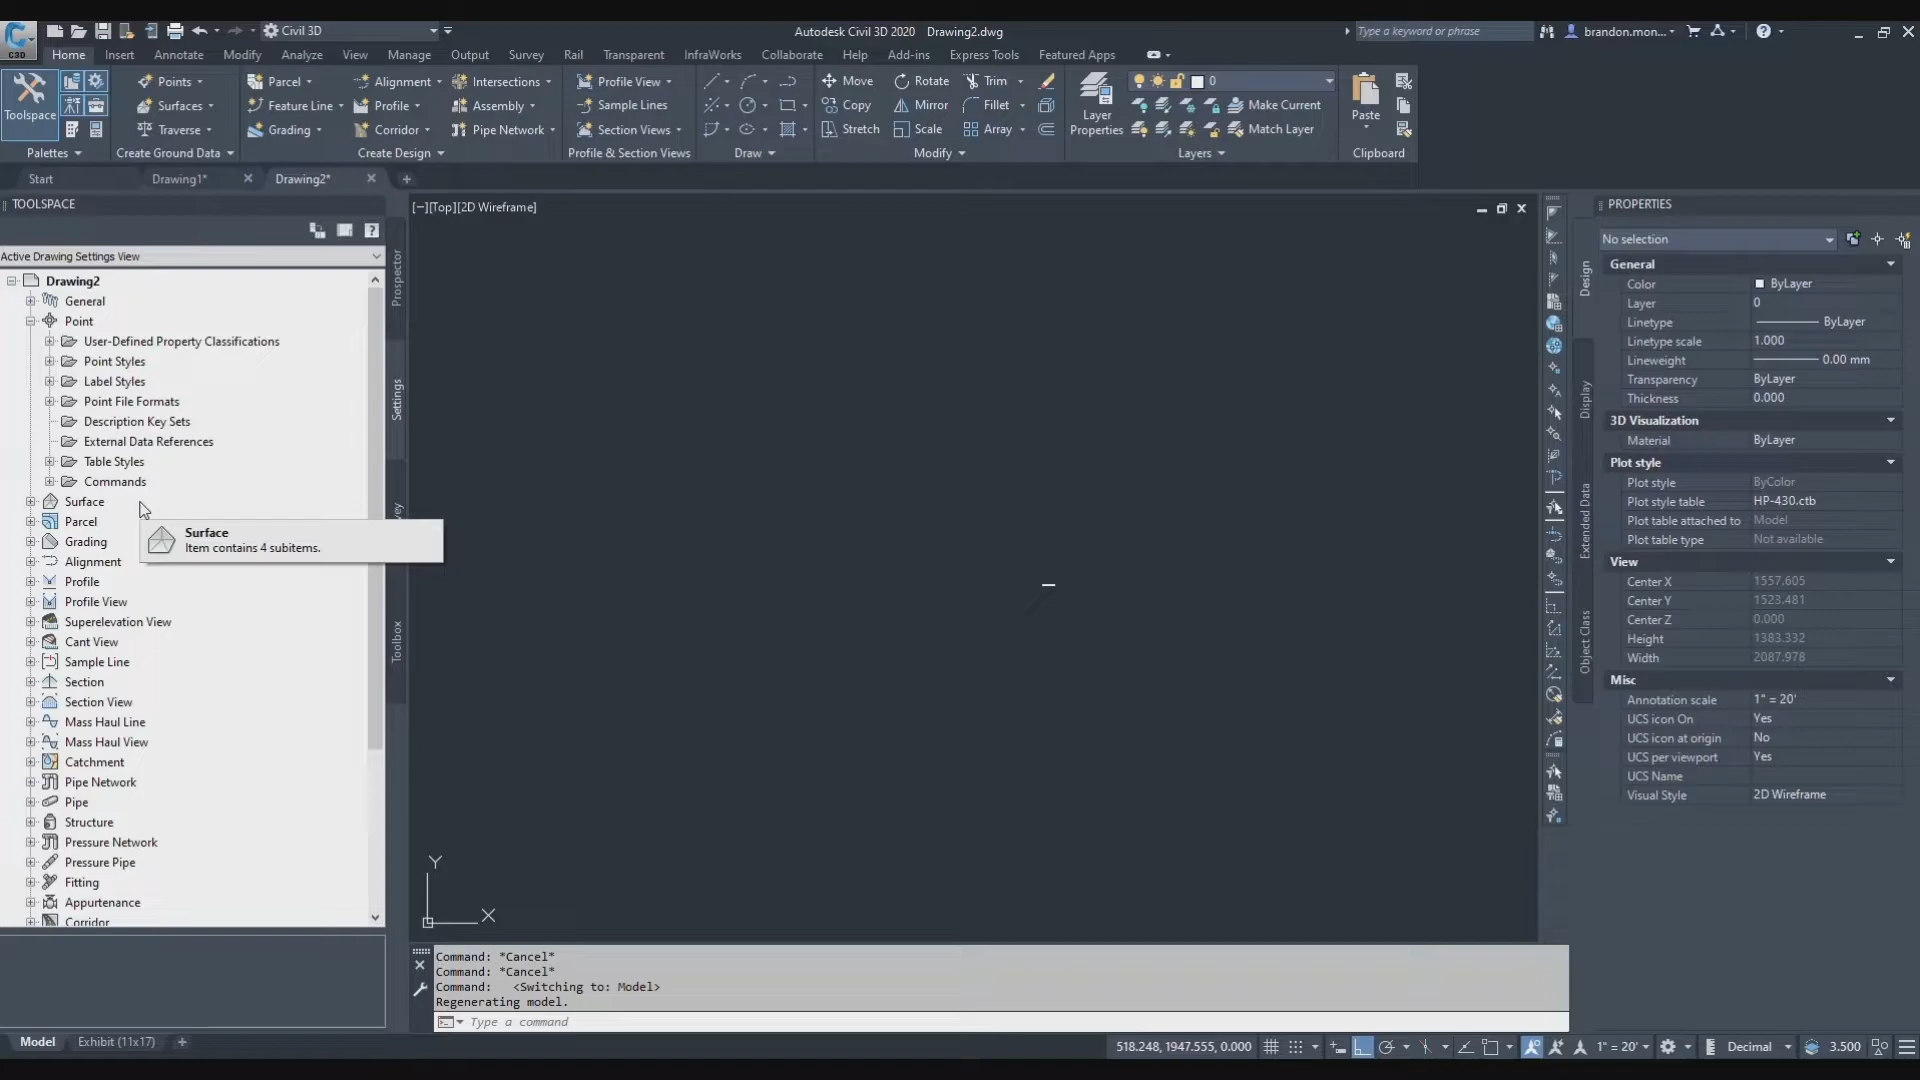 Civil 3D
Autodesk Civil 3D 2020 Drawing2.dwg
Type a keyword or phrase
brandon.mon...
C3D
Home Insert Annotate Modify Analyze View Manage Output Survey Rail Transparent InfraWorks Collaborate Help Add-ins Express Tools Featured Apps
Points Parcel Alignment Intersections Profile View Move Rotate Trim 0
Toolspace Surfaces Feature Line Profile Assembly Sample Lines Copy Mirror Fillet Layer Properties Make Current Paste
Traverse Grading Corridor Pipe Network Section Views Stretch Scale Array Match Layer
Palettes Create Ground Data Create Design Profile & Section Views Draw Modify Layers Clipboard
Start Drawing1* Drawing2*
TOOLSPACE
[−][Top][2D Wireframe]
PROPERTIES
Active Drawing Settings View
No selection
Drawing2
General
Point
User-Defined Property Classifications
Point Styles
Label Styles
Point File Formats
Description Key Sets
External Data References
Table Styles
Commands
Surface
Surface
Item contains 4 subitems.
Parcel
Grading
Alignment
Profile
Profile View
Superelevation View
Cant View
Sample Line
Section
Section View
Mass Haul Line
Mass Haul View
Catchment
Pipe Network
Pipe
Structure
Pressure Network
Pressure Pipe
Fitting
Appurtenance
Corridor
Prospector
Settings
Toolbox
Y
X
Design
Display
Extended Data
Object Class
General
Color ByLayer
Layer 0
Linetype ByLayer
Linetype scale 1.000
Lineweight 0.00 mm
Transparency ByLayer
Thickness 0.000
3D Visualization
Material ByLayer
Plot style
Plot style ByColor
Plot style table HP-430.ctb
Plot table attached to Model
Plot table type Not available
View
Center X 1557.605
Center Y 1523.481
Center Z 0.000
Height 1383.332
Width 2087.978
Misc
Annotation scale 1" = 20'
UCS icon On Yes
UCS icon at origin No
UCS per viewport Yes
UCS Name
Visual Style 2D Wireframe
Command: *Cancel*
Command: *Cancel*
Command: <Switching to: Model>
Regenerating model.
Type a command
Model Exhibit (11x17)
518.248, 1947.555, 0.000 1" = 20' Decimal 3.500